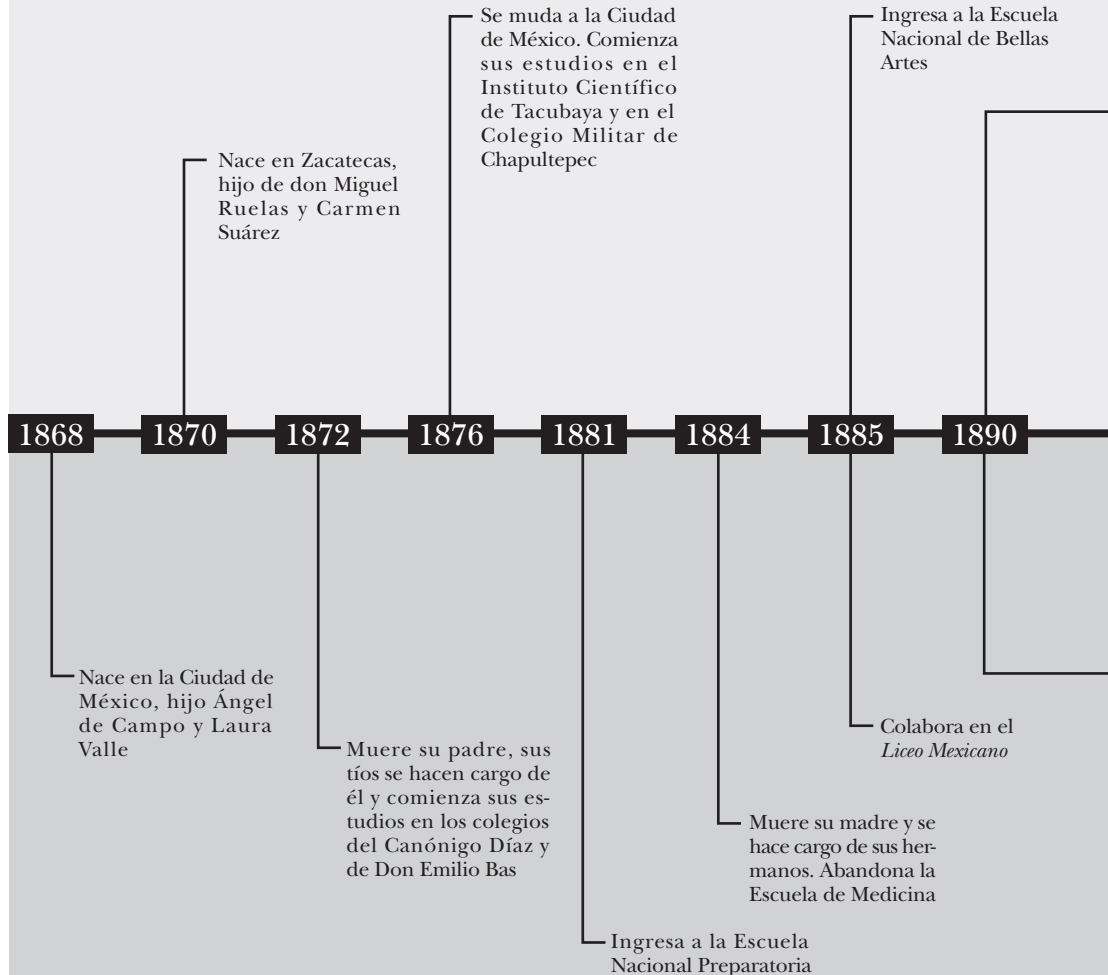 Se muda a la Ciudad
de México. Comienza
sus estudios en el
Instituto Científico
de Tacubaya y en el
Colegio Militar de
Chapultepec
Ingresa a la Escuela
Nacional de Bellas
Artes
Nace en Zacatecas,
hijo de don Miguel
Ruelas y Carmen
Suárez
1868 1870 1872 1876 1881 1884 1885 1890
Nace en la Ciudad de
México, hijo Ángel
de Campo y Laura
Valle
Muere su padre, sus
tíos se hacen cargo de
él y comienza sus es-
tudios en los colegios
del Canónigo Díaz y
de Don Emilio Bas
Ingresa a la Escuela
Nacional Preparatoria
Muere su madre y se
hace cargo de sus her-
manos. Abandona la
Escuela de Medicina
Colabora en el
Liceo Mexicano